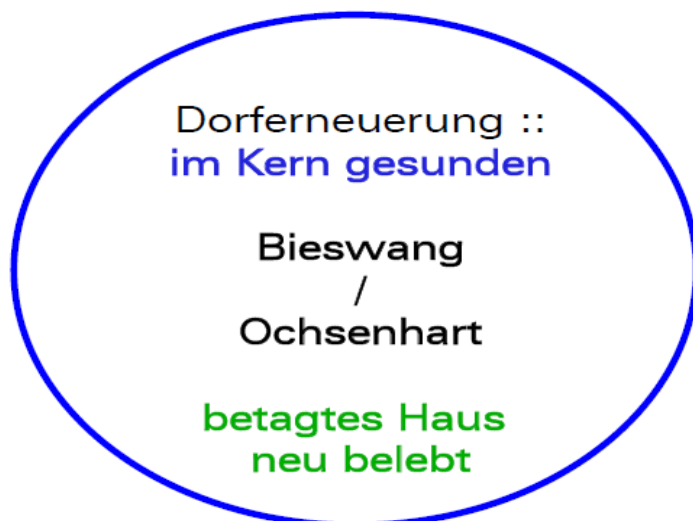 Dorferneuerung ::
im Kern gesunden
Bieswang
/
Ochsenhart
betagtes Haus
neu belebt